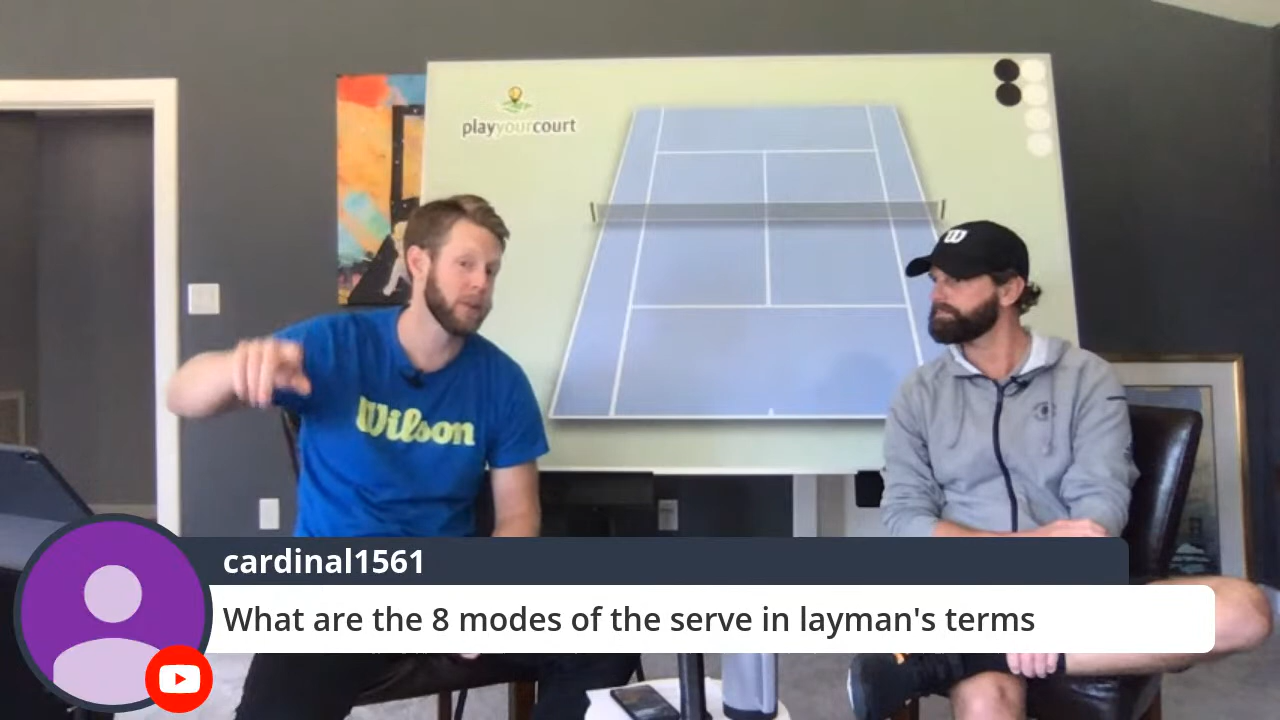 playyourcourt
W
Wilson
cardinal1561
What are the 8 modes of the serve in layman's terms